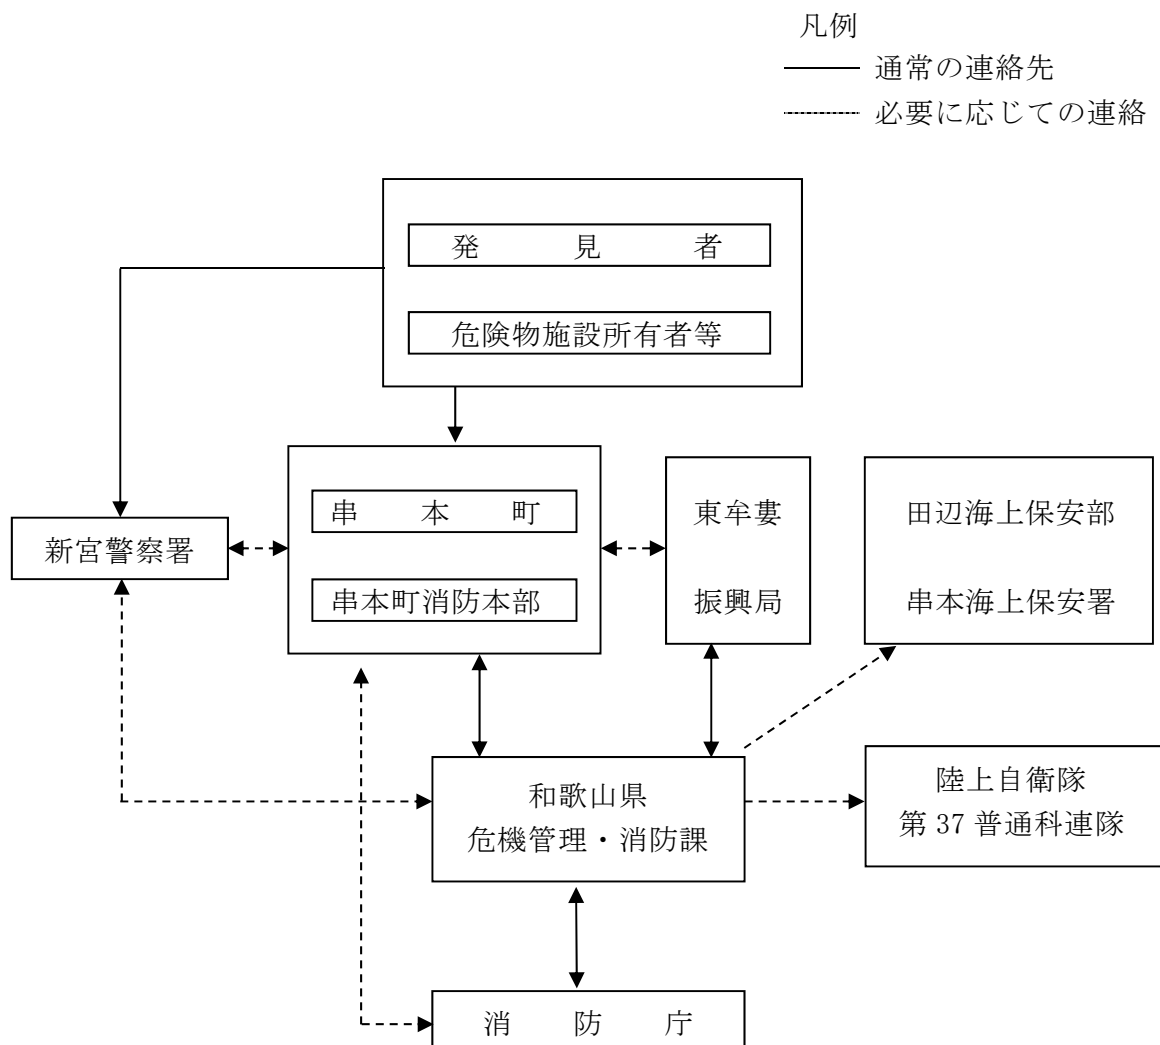 凡例
通常の連絡先
必要に応じての連絡
発見者
危険物施設所有者等
串本町
串本町消防本部
新宮警察署
東牟婁
振興局
田辺海上保安部
串本海上保安署
和歌山県
危機管理・消防課
陸上自衛隊
第 37 普通科連隊
消防庁